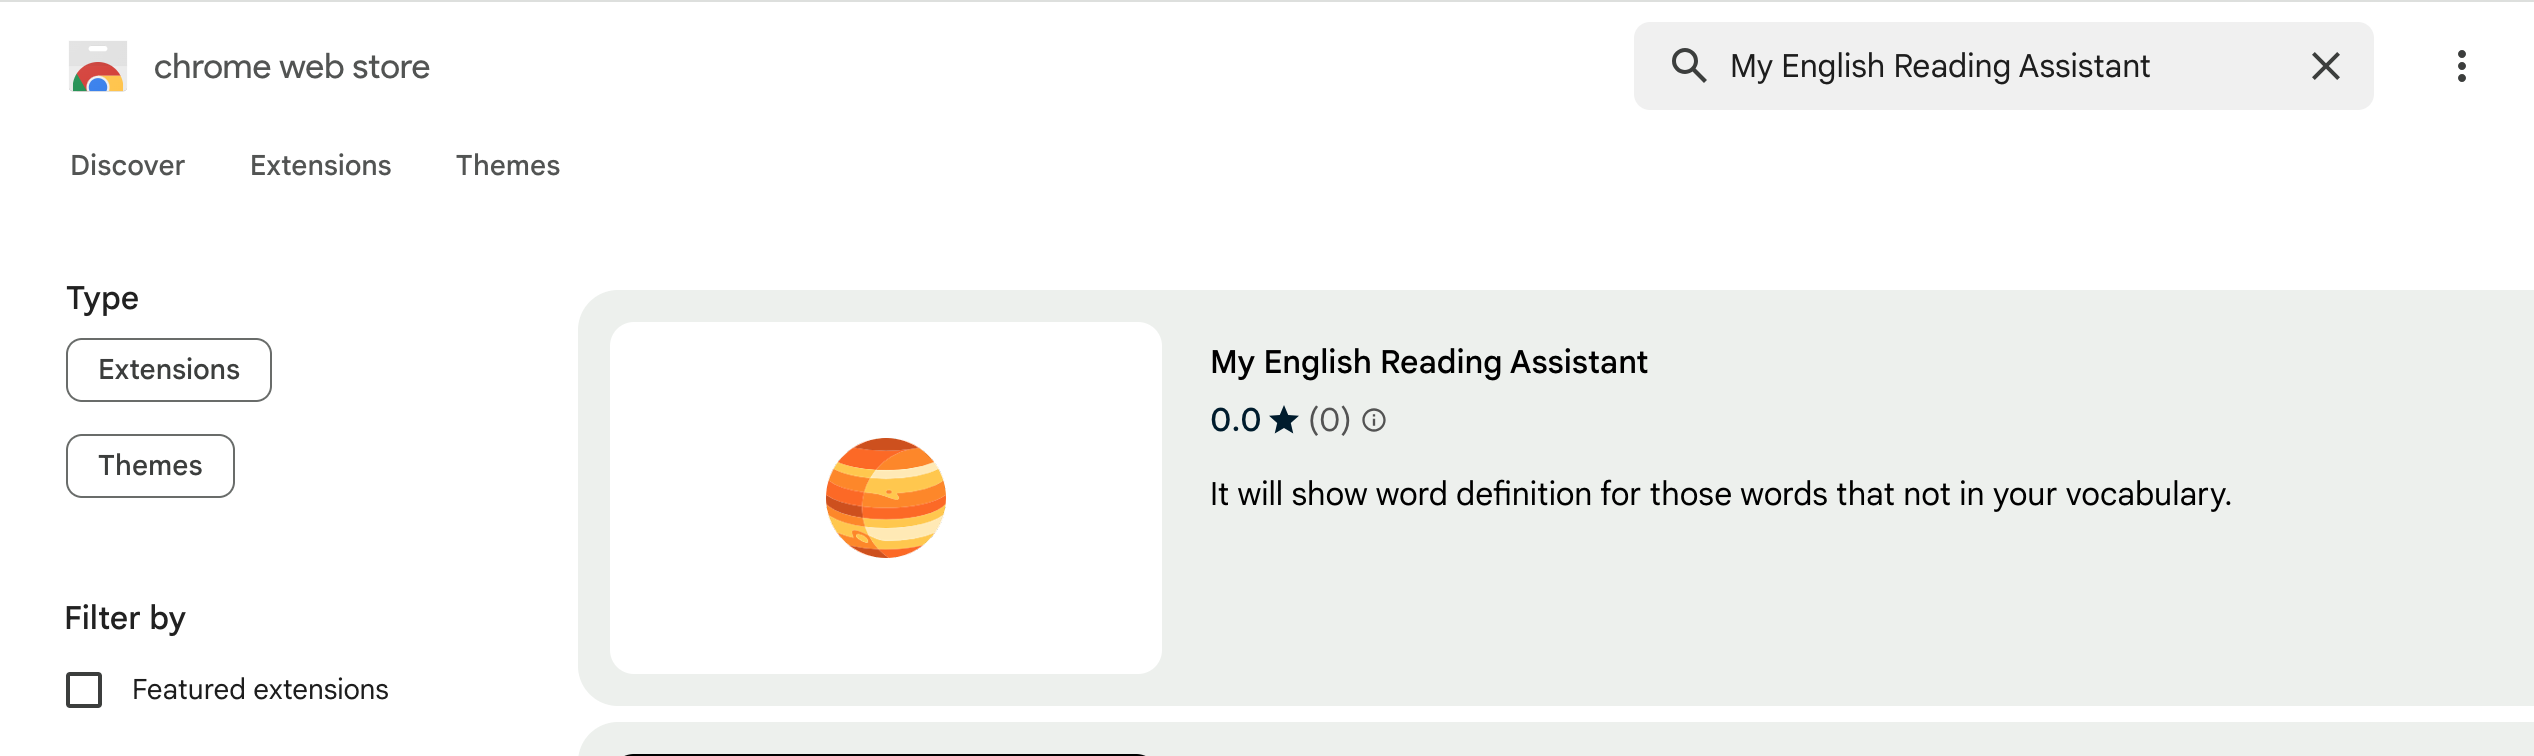 chrome web store
My English Reading Assistant
Discover
Extensions
Themes
Type
Extensions
Themes
Filter by
Featured extensions
My English Reading Assistant
0.0 ★ (0)
It will show word definition for those words that not in your vocabulary.